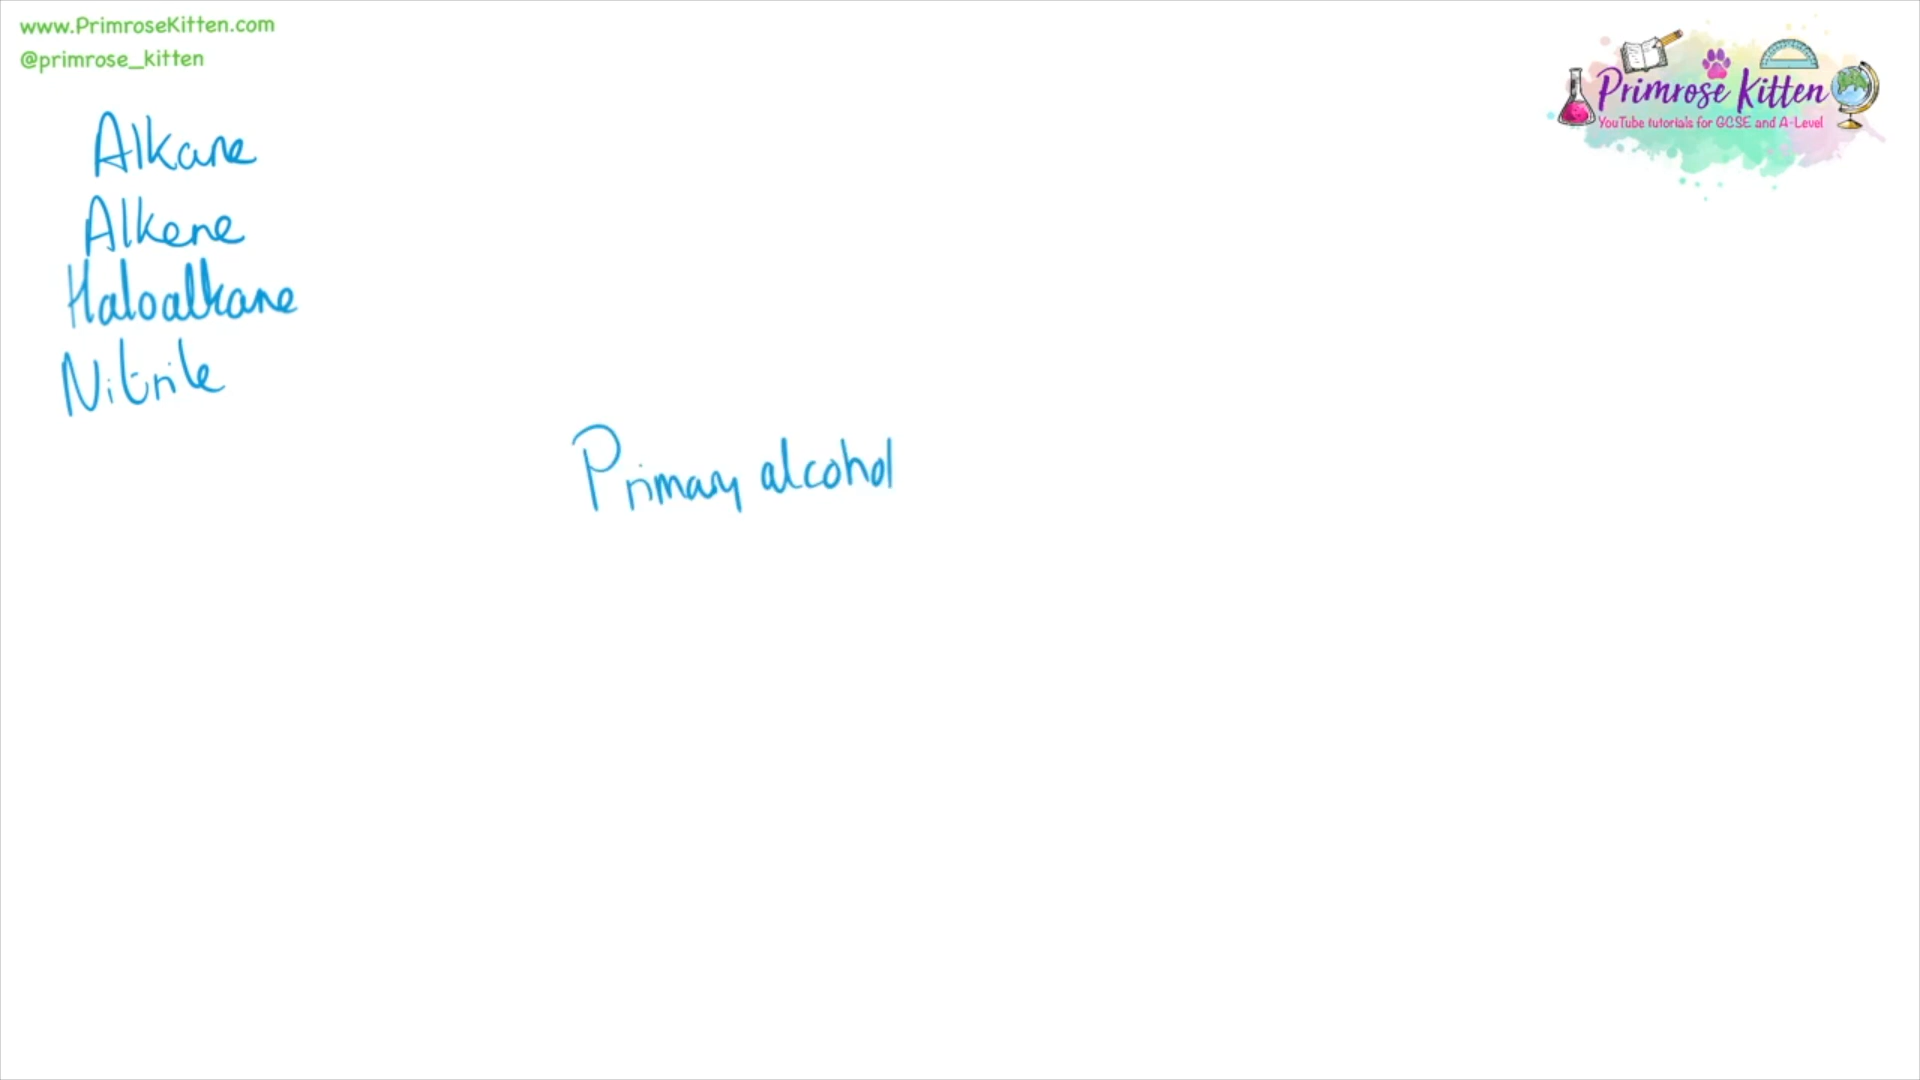 www.PrimroseKitten.com
@primrose_kitten
Primrose Kitten
YouTube tutorials for GCSE and A-Level
Alkane
Alkene
Haloalkane
Nitrile
Primary alcohol